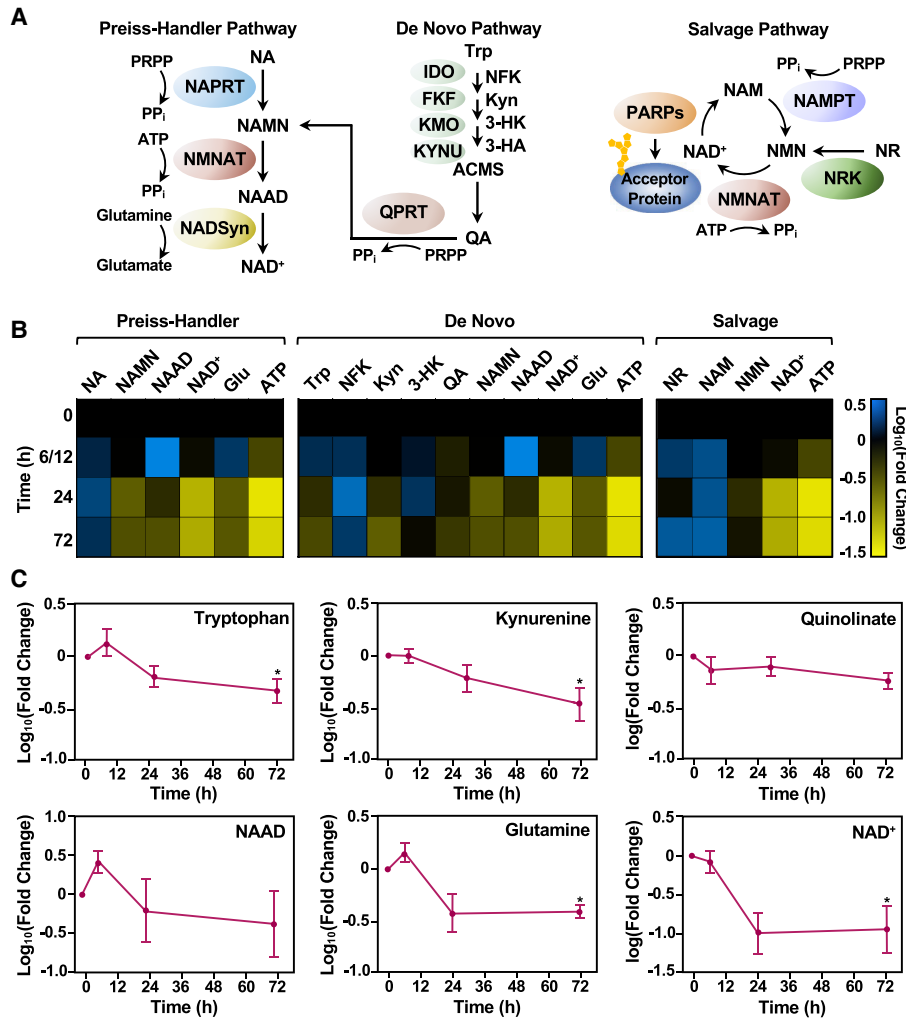 A
Preiss-Handler Pathway
De Novo Pathway
Salvage Pathway
PRPP
NA
NAPRT
PPi
NAMN
ATP
NMNAT
PPi
NAAD
Glutamine
NADSyn
Glutamate
NAD+
Trp
IDO
NFK
FKF
Kyn
KMO
3-HK
KYNU
3-HA
ACMS
QPRT
QA
PPi
PRPP
PPi
PRPP
NAM
NAMPT
PARPs
NAD+
NMN
NR
NRK
Acceptor
Protein
NMNAT
ATP
PPi
B
Preiss-Handler
De Novo
Salvage
NA NAMN NAAD NAD+ Glu ATP
Trp NFK Kyn 3-HK QA NAMN NAAD NAD+ Glu ATP
NR NAM NMN NAD+ ATP
Time (h)
0
6/12
24
72
0.5
0
-0.5
-1.0
-1.5
Log10(Fold Change)
C
Tryptophan
Log10(Fold Change)
0.5
0
-0.5
-1.0
*
0 12 24 36 48 60 72
Time (h)
Kynurenine
Log10(Fold Change)
0.5
0
-0.5
-1.0
*
0 12 24 36 48 60 72
Time (h)
Quinolinate
log(Fold Change)
0.5
0
-0.5
-1.0
0 12 24 36 48 60 72
Time (h)
NAAD
Log10(Fold Change)
1.0
0.5
0
-0.5
-1.0
0 12 24 36 48 60 72
Time (h)
Glutamine
Log10(Fold Change)
0.5
0
-0.5
-1.0
*
0 12 24 36 48 60 72
Time (h)
NAD+
log(Fold Change)
0.5
0
-0.5
-1.0
-1.5
*
0 12 24 36 48 60 72
Time (h)